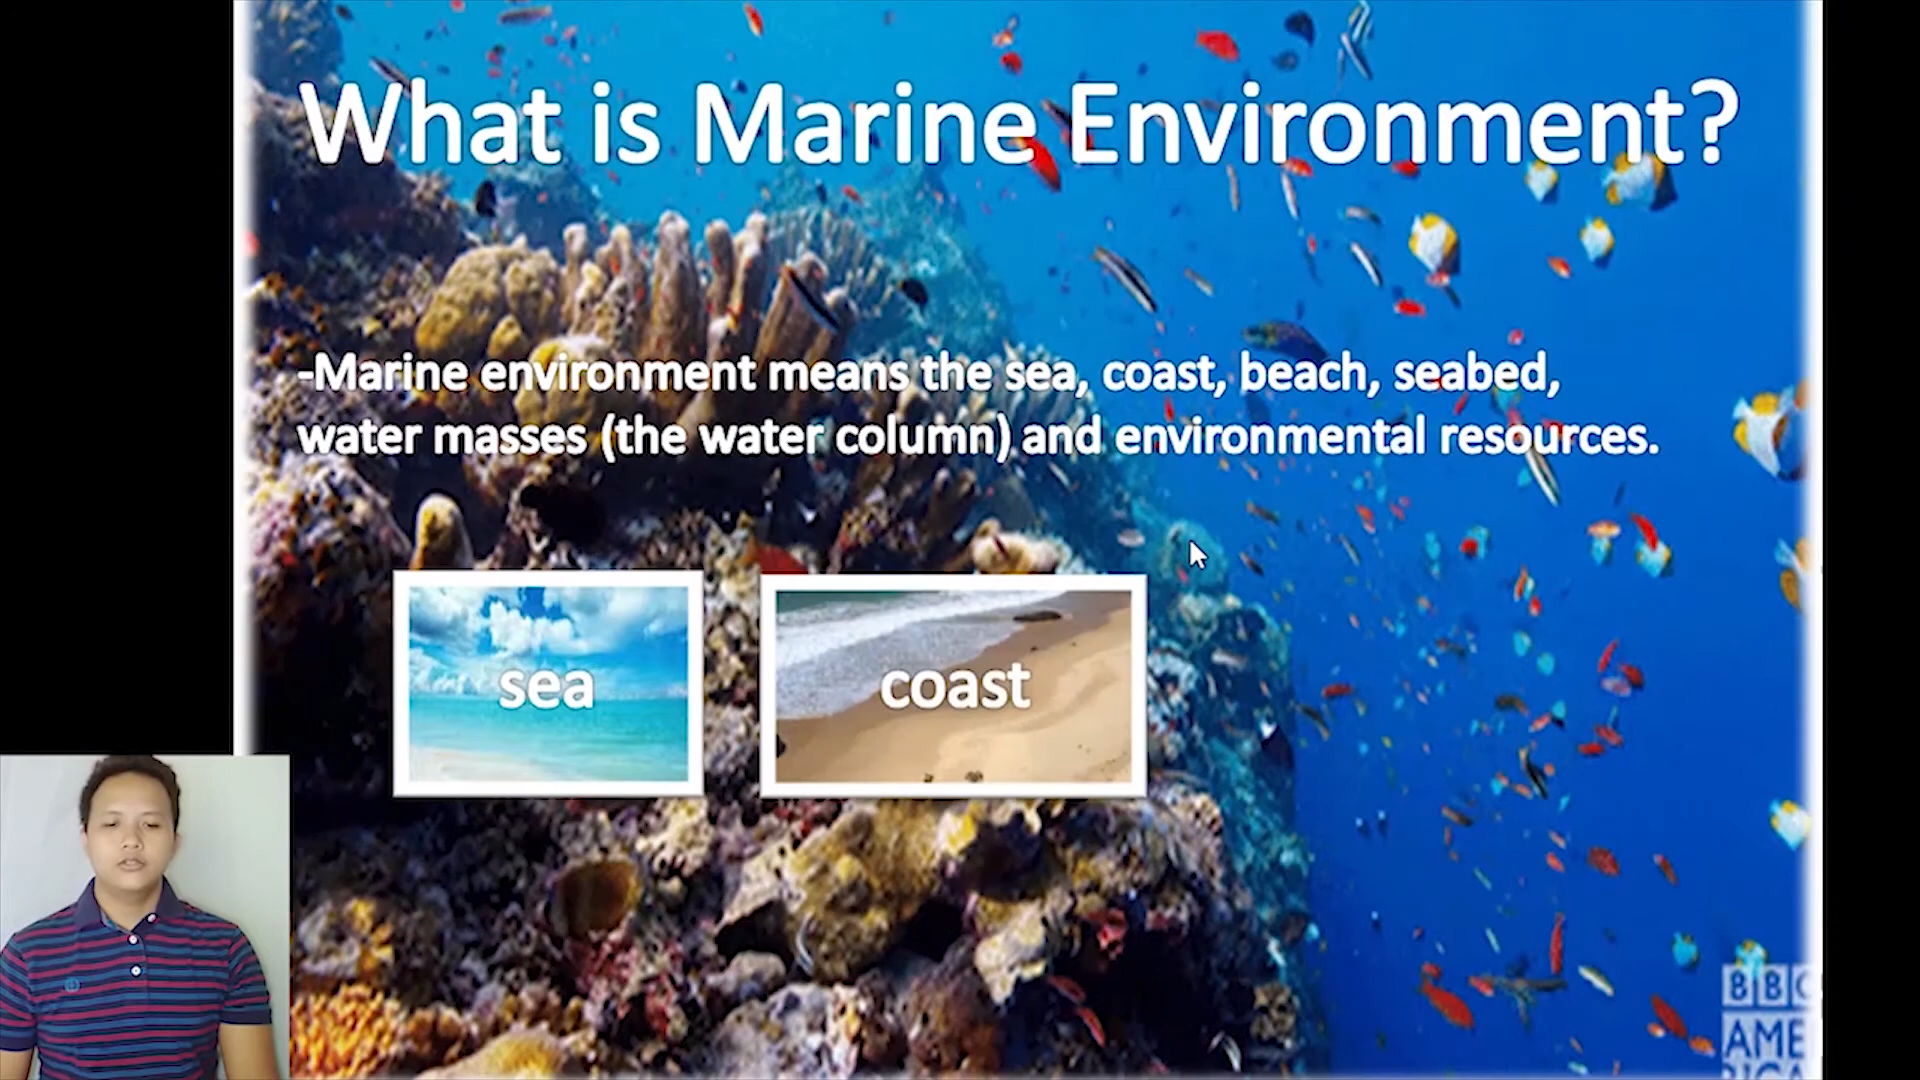 What is Marine Environment?
-Marine environment means the sea, coast, beach, seabed,
water masses (the water column) and environmental resources.
sea
coast
BBC
AME
RICA